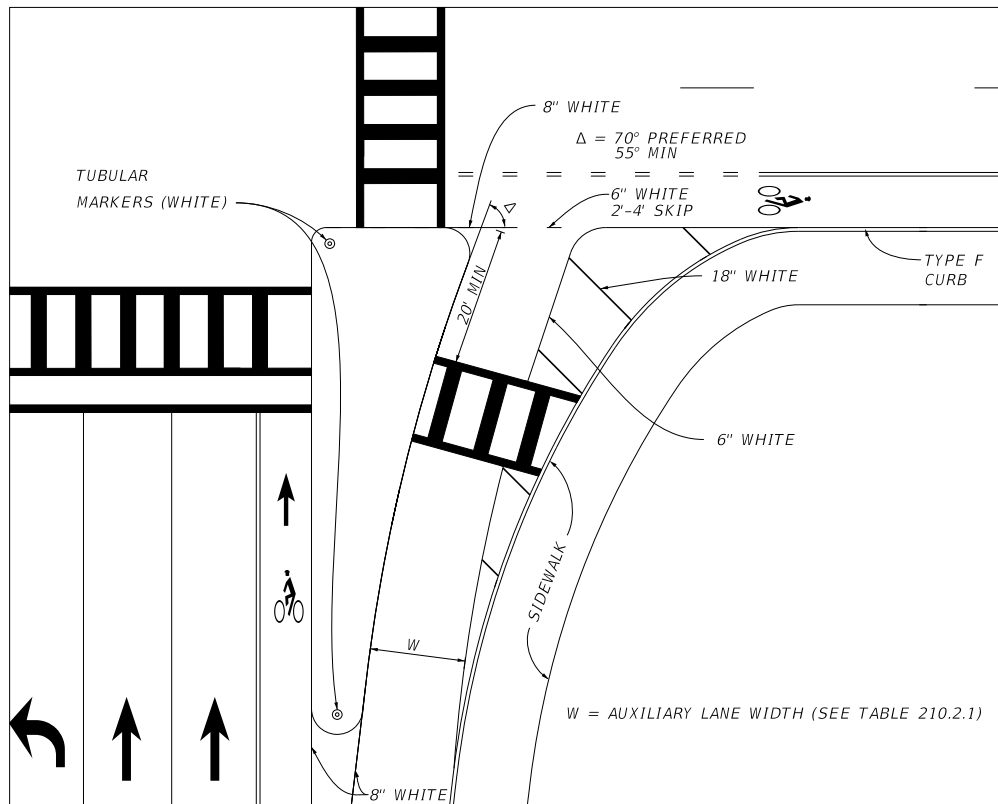 8" WHITE
Δ = 70° PREFERRED
55° MIN
TUBULAR
MARKERS (WHITE)
6" WHITE
2'-4' SKIP
Δ
20' MIN
18" WHITE
TYPE F
CURB
6" WHITE
SIDEWALK
W
W = AUXILIARY LANE WIDTH (SEE TABLE 210.2.1)
8" WHITE